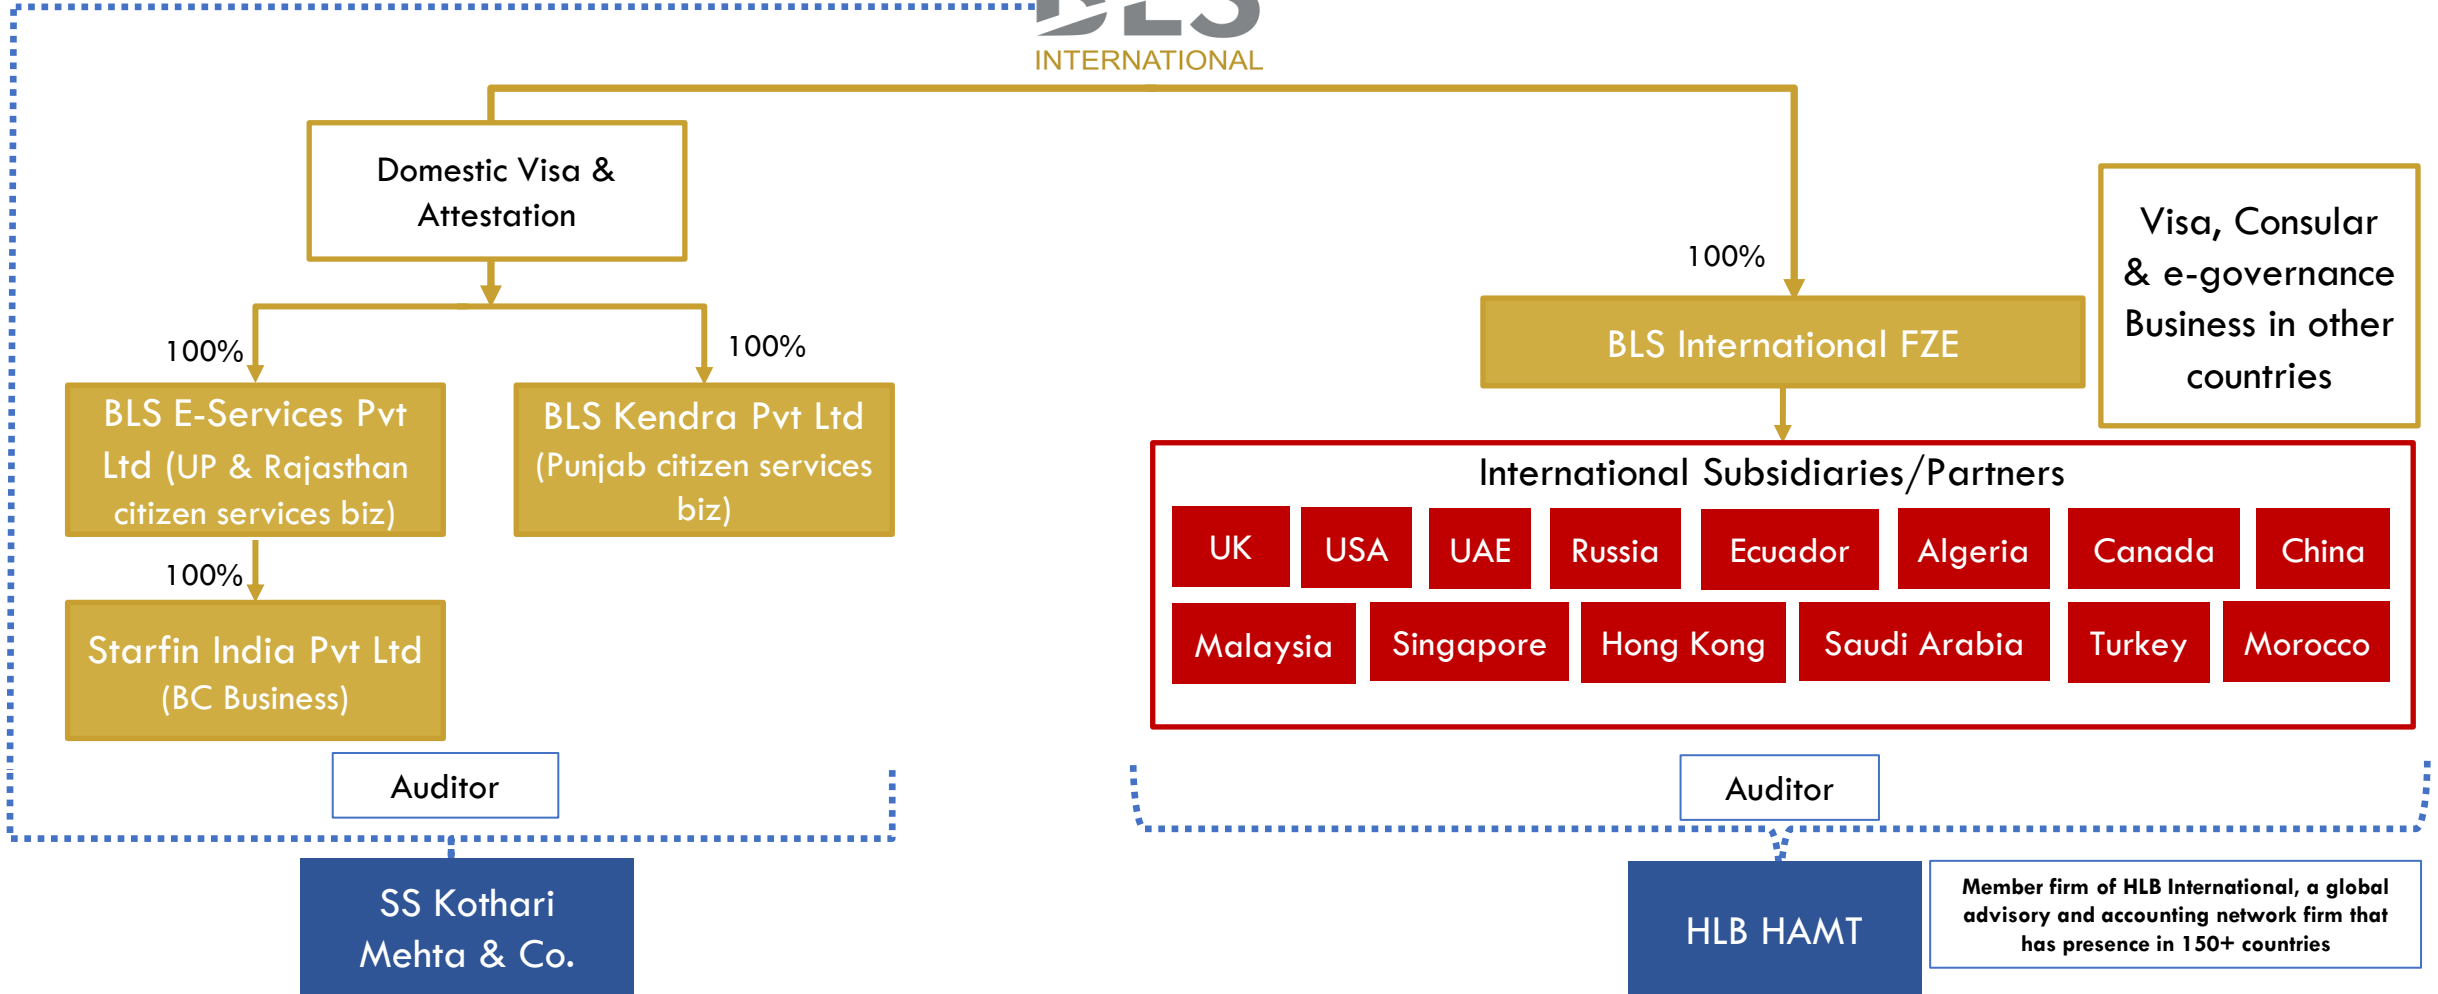 BLS
INTERNATIONAL
Domestic Visa &
Attestation
100%
100%
100%
BLS E-Services Pvt
Ltd (UP & Rajasthan
citizen services biz)
BLS Kendra Pvt Ltd
(Punjab citizen services
biz)
100%
Starfin India Pvt Ltd
(BC Business)
BLS International FZE
Visa, Consular
& e-governance
Business in other
countries
International Subsidiaries/Partners
UK
USA
UAE
Russia
Ecuador
Algeria
Canada
China
Malaysia
Singapore
Hong Kong
Saudi Arabia
Turkey
Morocco
Auditor
Auditor
SS Kothari
Mehta & Co.
HLB HAMT
Member firm of HLB International, a global
advisory and accounting network firm that
has presence in 150+ countries